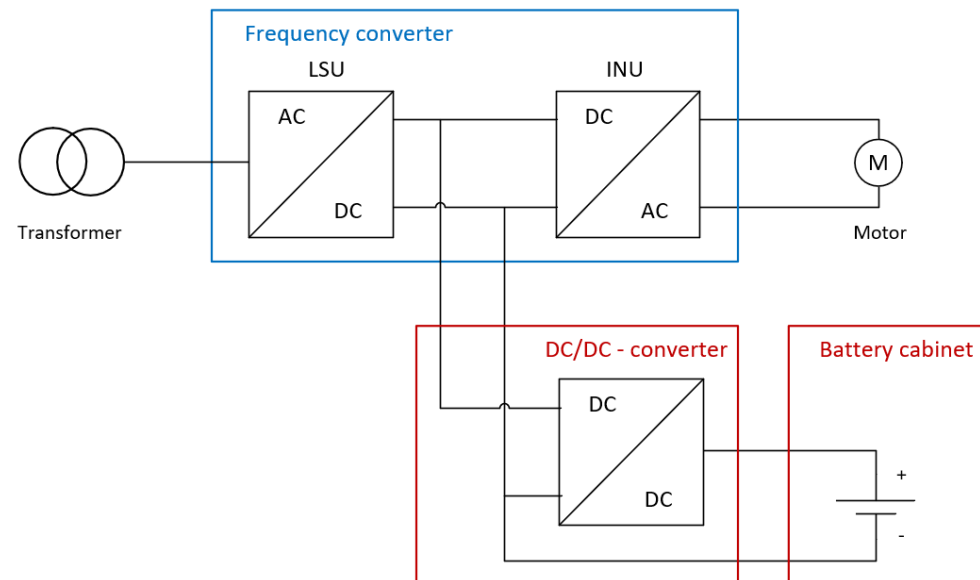 Frequency converter
LSU
INU
AC
DC
DC
AC
M
Transformer
Motor
DC/DC - converter
Battery cabinet
DC
DC
+
-